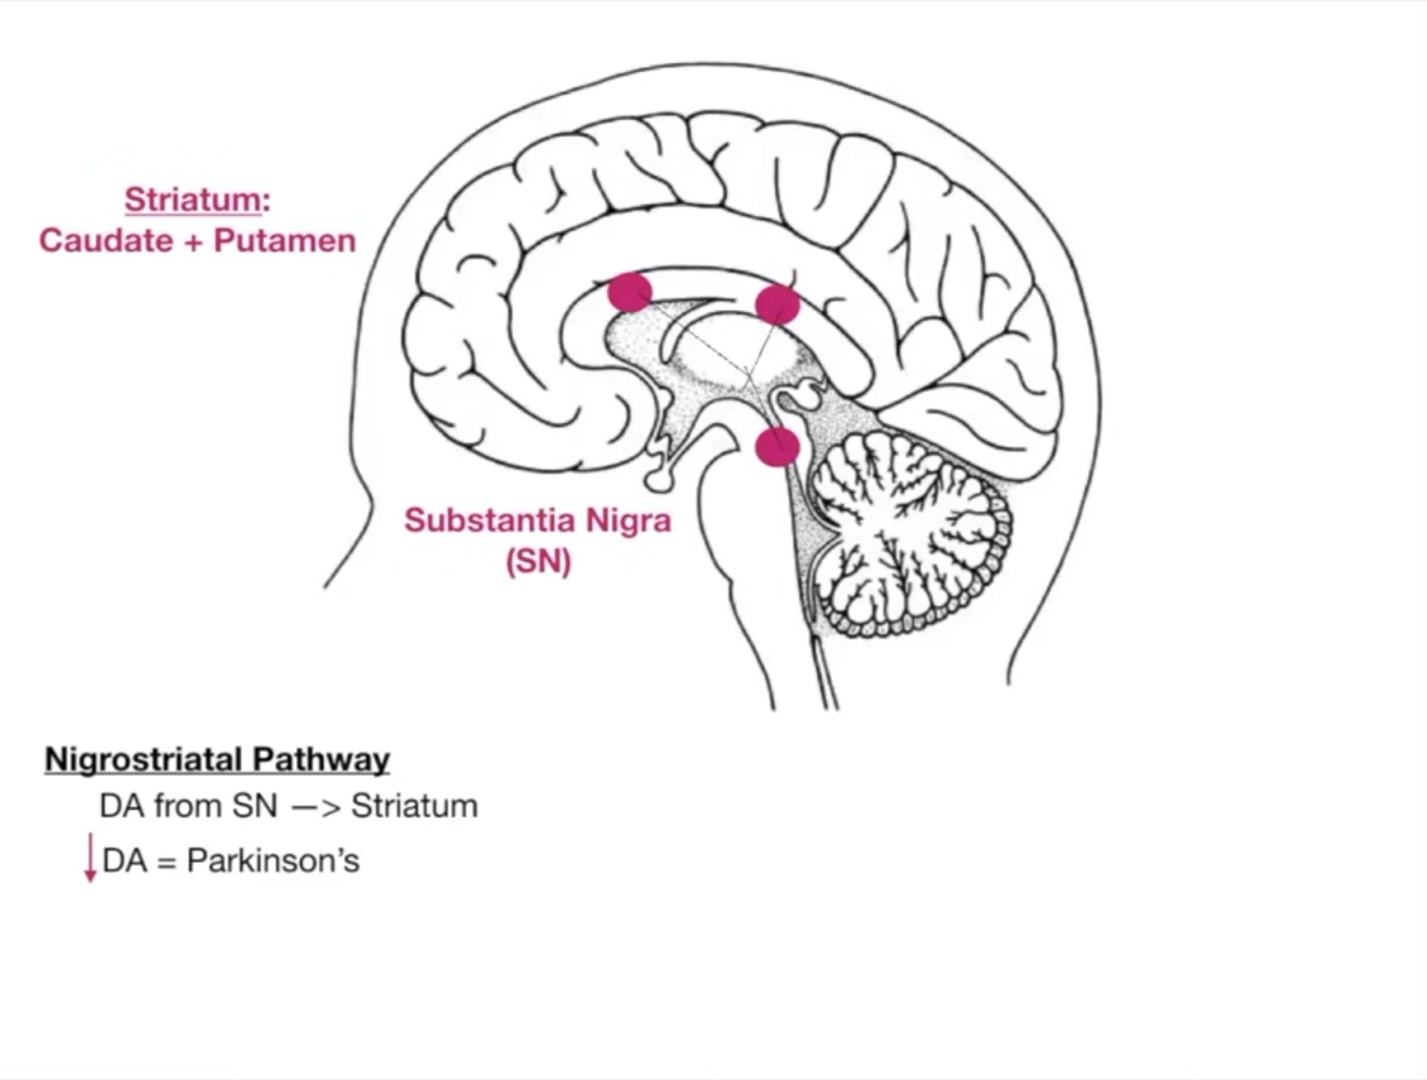 Striatum:
Caudate + Putamen
Substantia Nigra
(SN)
Nigrostriatal Pathway
DA from SN —> Striatum
↓DA = Parkinson’s